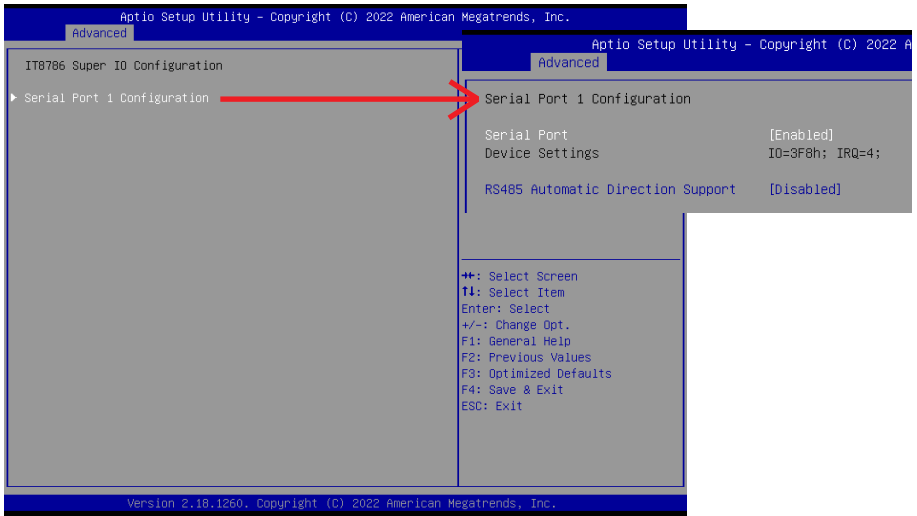 Aptio Setup Utility – Copyright (C) 2022 American Megatrends, Inc.
Advanced
IT8786 Super IO Configuration
Serial Port 1 Configuration
Aptio Setup Utility – Copyright (C) 2022 A
Advanced
Serial Port 1 Configuration
Serial Port [Enabled]
Device Settings IO=3F8h; IRQ=4;
RS485 Automatic Direction Support [Disabled]
→←: Select Screen
↑↓: Select Item
Enter: Select
+/-: Change Opt.
F1: General Help
F2: Previous Values
F3: Optimized Defaults
F4: Save & Exit
ESC: Exit
Version 2.18.1260. Copyright (C) 2022 American Megatrends, Inc.